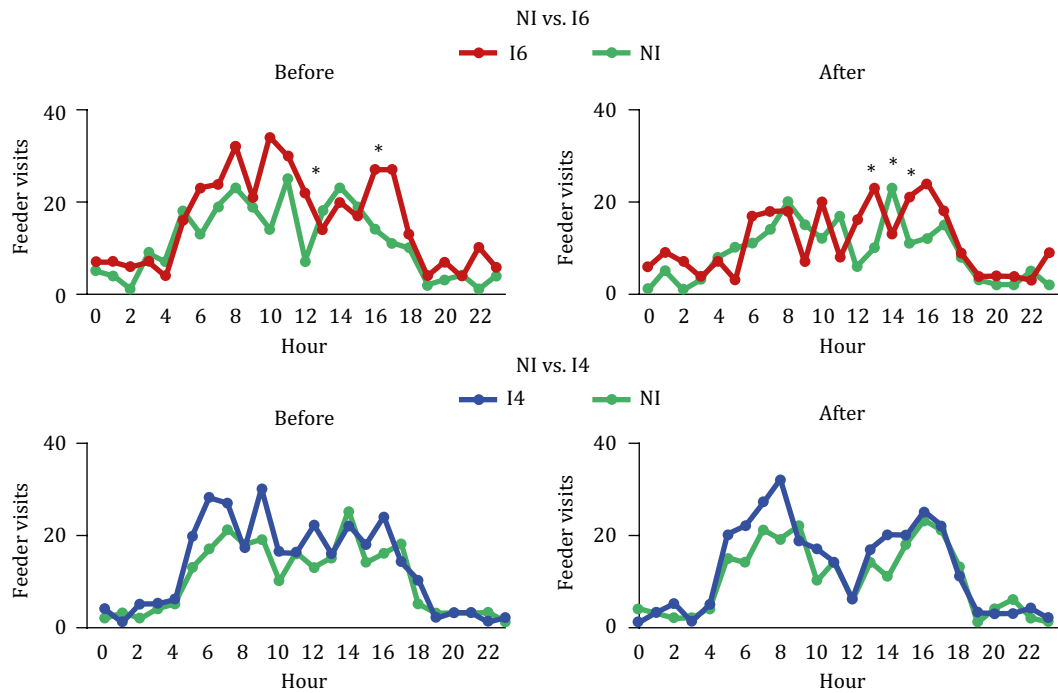 NI vs. I6
I6 NI
Before After
40 40
* * * * *
Feeder visits 20 Feeder visits 20
0 0
0 2 4 6 8 10 12 14 16 18 20 22 0 2 4 6 8 10 12 14 16 18 20 22
Hour Hour
NI vs. I4
I4 NI
Before After
40 40
Feeder visits 20 Feeder visits 20
0 0
0 2 4 6 8 10 12 14 16 18 20 22 0 2 4 6 8 10 12 14 16 18 20 22
Hour Hour